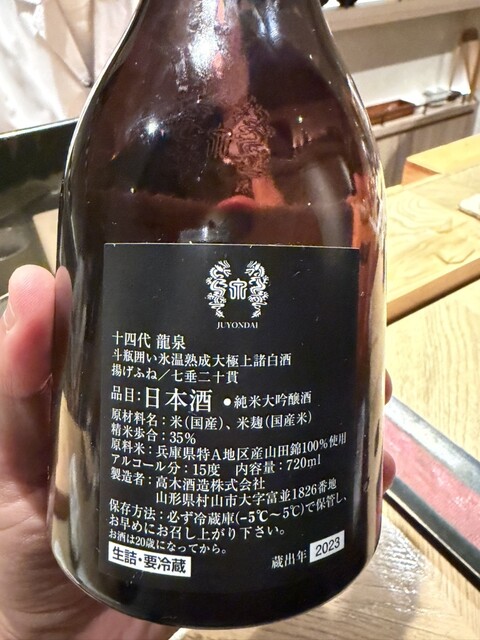 JUYONDAI
十四代 龍泉
斗瓶囲い氷温熟成大極上諸白酒
揚げふね／七垂二十貫
品目：日本酒 ●純米大吟醸酒
原材料名：米（国産）、米麹（国産米）
精米歩合：35%
原料米：兵庫県特A地区産山田錦100%使用
アルコール分：15度 内容量：720ml
製造者：高木酒造株式会社
山形県村山市大字富並1826番地
保存方法：必ず冷蔵庫(−5℃〜5℃)で保管し、
お早めにお召し上がり下さい。
お酒は20歳になってから。
生詰・要冷蔵
蔵出年 2023